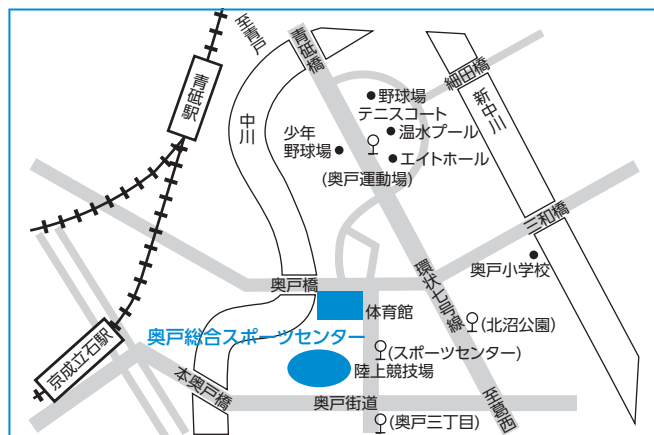 至青戸
青砥橋
青砥駅
中川
細田橋
新中川
野球場
テニスコート
温水プール
少年
野球場
エイトホール
(奥戸運動場)
三和橋
奥戸小学校
奥戸橋
体育館
環状七号線
(北沼公園)
奥戸総合スポーツセンター
(スポーツセンター)
陸上競技場
京成立石駅
本奥戸橋
奥戸街道
至葛西
(奥戸三丁目)